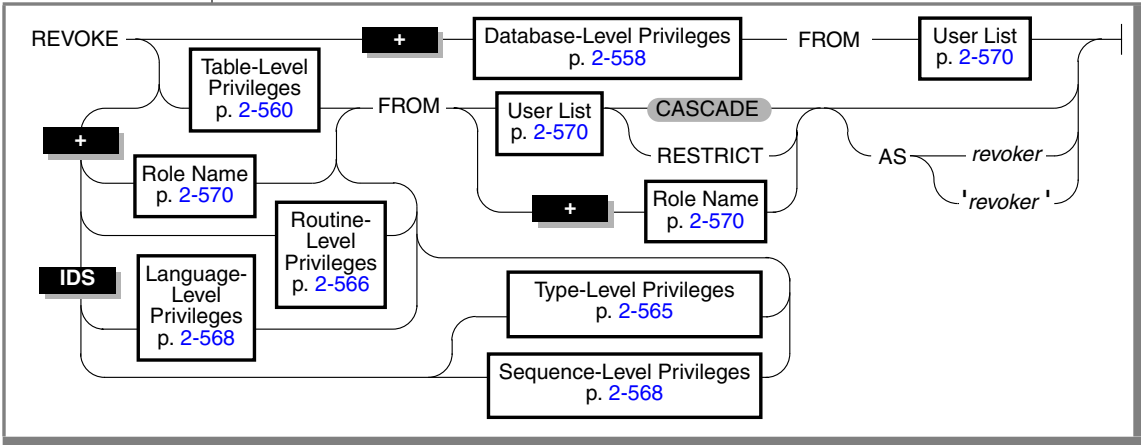 REVOKE
+
Database-Level Privileges
p. 2-558
FROM
User List
p. 2-570
Table-Level
Privileges
p. 2-560
FROM
User List
p. 2-570
CASCADE
RESTRICT
AS
revoker
'revoker '
+
Role Name
p. 2-570
+
Role Name
p. 2-570
Routine-
Level
Privileges
p. 2-566
IDS
Language-
Level
Privileges
p. 2-568
Type-Level Privileges
p. 2-565
Sequence-Level Privileges
p. 2-568